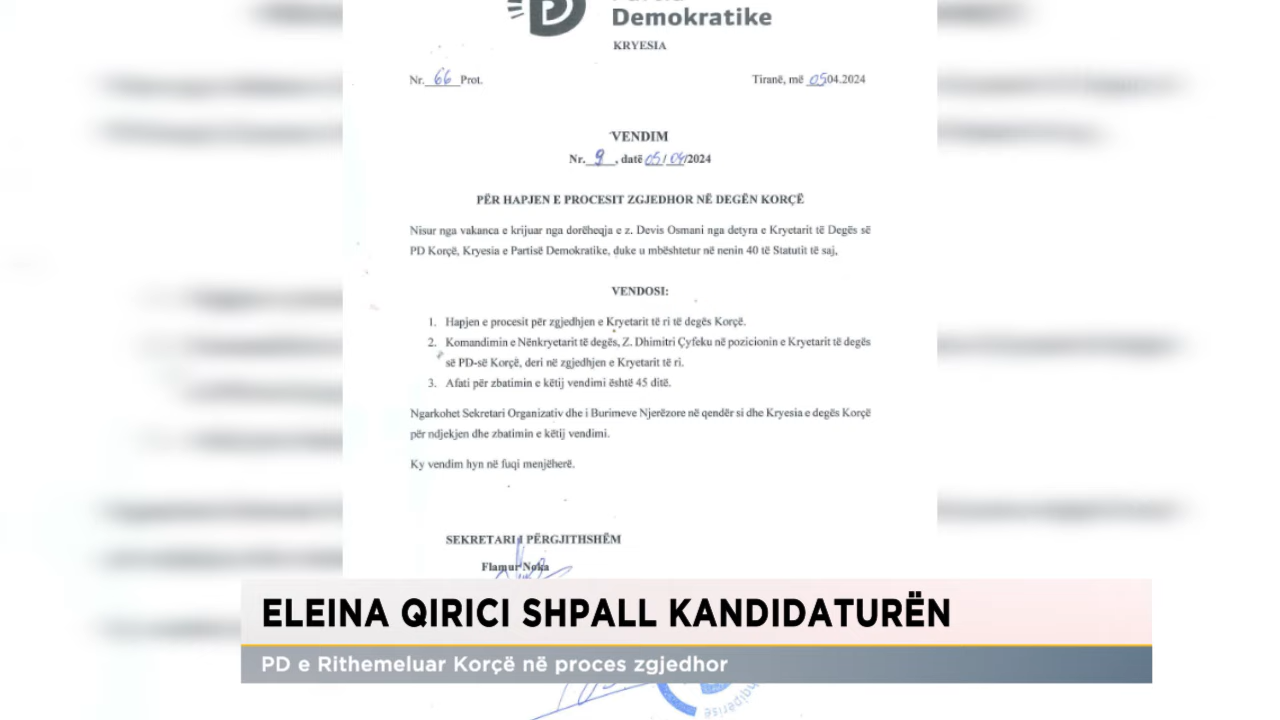 Demokratike
KRYESIA
Nr. 66 Prot.
Tiranë, më 05 04.2024
VENDIM
Nr. 9 , datë 05/04/2024
PËR HAPJEN E PROCESIT ZGJEDHOR NË DEGËN KORÇË
Nisur nga vakanca e krijuar nga dorëheqja e z. Devis Osmani nga detyra e Kryetarit të Degës së
PD Korçë, Kryesia e Partisë Demokratike, duke u mbështetur në nenin 40 të Statutit të saj,
VENDOSI:
1. Hapjen e procesit për zgjedhjen e Kryetarit të ri të degës Korçë.
2. Komandimin e Nënkryetarit të degës, Z. Dhimitri Çyfeku në pozicionin e Kryetarit të degës
së PD-së Korçë, deri në zgjedhjen e Kryetarit të ri.
3. Afati për zbatimin e këtij vendimi është 45 ditë.
Ngarkohet Sekretari Organizativ dhe i Burimeve Njerëzore në qendër si dhe Kryesia e degës Korçë
për ndjekjen dhe zbatimin e këtij vendimi.
Ky vendim hyn në fuqi menjëherë.
SEKRETARI I PËRGJITHSHËM
Flamur Noka
ELEINA QIRICI SHPALL KANDIDATURËN
PD e Rithemeluar Korçë në proces zgjedhor